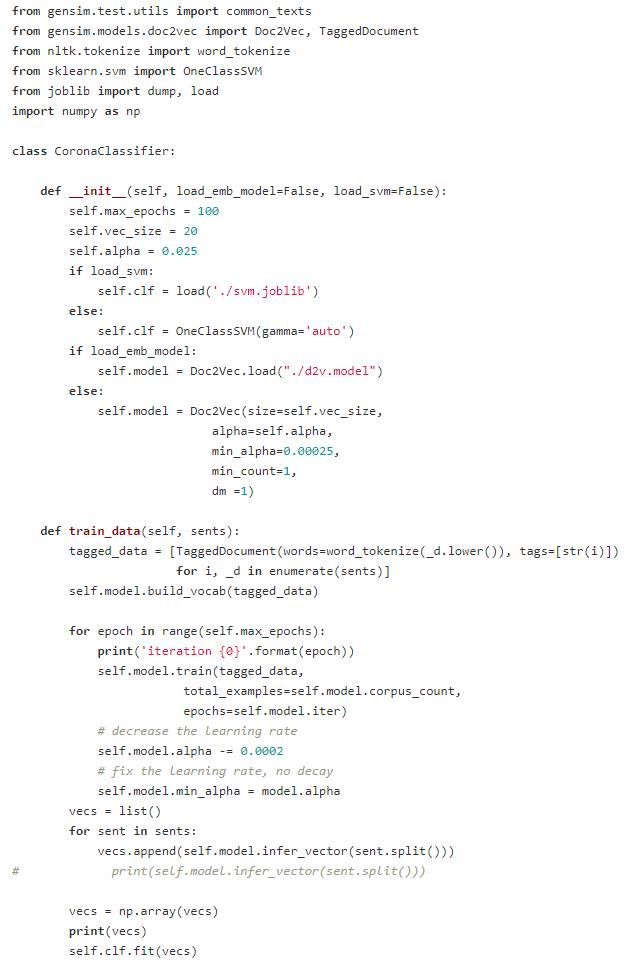 from gensim.test.utils import common_texts
from gensim.models.doc2vec import Doc2Vec, TaggedDocument
from nltk.tokenize import word_tokenize
from sklearn.svm import OneClassSVM
from joblib import dump, load
import numpy as np

class CoronaClassifier:

    def __init__(self, load_emb_model=False, load_svm=False):
        self.max_epochs = 100
        self.vec_size = 20
        self.alpha = 0.025
        if load_svm:
            self.clf = load('./svm.joblib')
        else:
            self.clf = OneClassSVM(gamma='auto')
        if load_emb_model:
            self.model = Doc2Vec.load("./d2v.model")
        else:
            self.model = Doc2Vec(size=self.vec_size,
                            alpha=self.alpha,
                            min_alpha=0.00025,
                            min_count=1,
                            dm =1)

    def train_data(self, sents):
        tagged_data = [TaggedDocument(words=word_tokenize(_d.lower()), tags=[str(i)])
                       for i, _d in enumerate(sents)]
        self.model.build_vocab(tagged_data)

        for epoch in range(self.max_epochs):
            print('iteration {0}'.format(epoch))
            self.model.train(tagged_data,
                        total_examples=self.model.corpus_count,
                        epochs=self.model.iter)
            # decrease the learning rate
            self.model.alpha -= 0.0002
            # fix the learning rate, no decay
            self.model.min_alpha = model.alpha
        vecs = list()
        for sent in sents:
            vecs.append(self.model.infer_vector(sent.split()))
#             print(self.model.infer_vector(sent.split()))

        vecs = np.array(vecs)
        print(vecs)
        self.clf.fit(vecs)